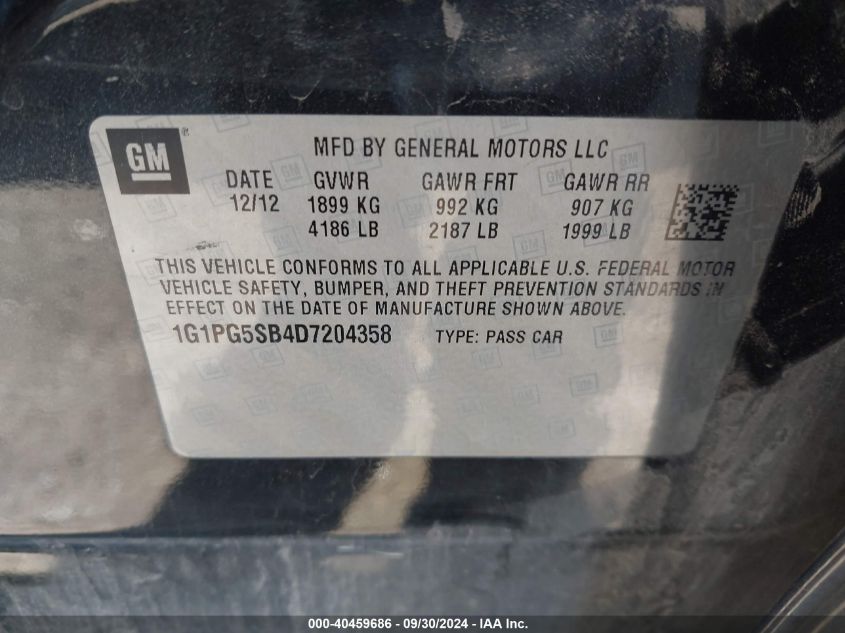 GM ® MFD BY GENERAL MOTORS LLC
DATE GVWR GAWR FRT GAWR RR
12/12 1899 KG 992 KG 907 KG
4186 LB 2187 LB 1999 LB
THIS VEHICLE CONFORMS TO ALL APPLICABLE U.S. FEDERAL MOTOR
VEHICLE SAFETY, BUMPER, AND THEFT PREVENTION STANDARDS IN
EFFECT ON THE DATE OF MANUFACTURE SHOWN ABOVE.
1G1PG5SB4D7204358 TYPE: PASS CAR
000-40459686 - 09/30/2024 - IAA Inc.